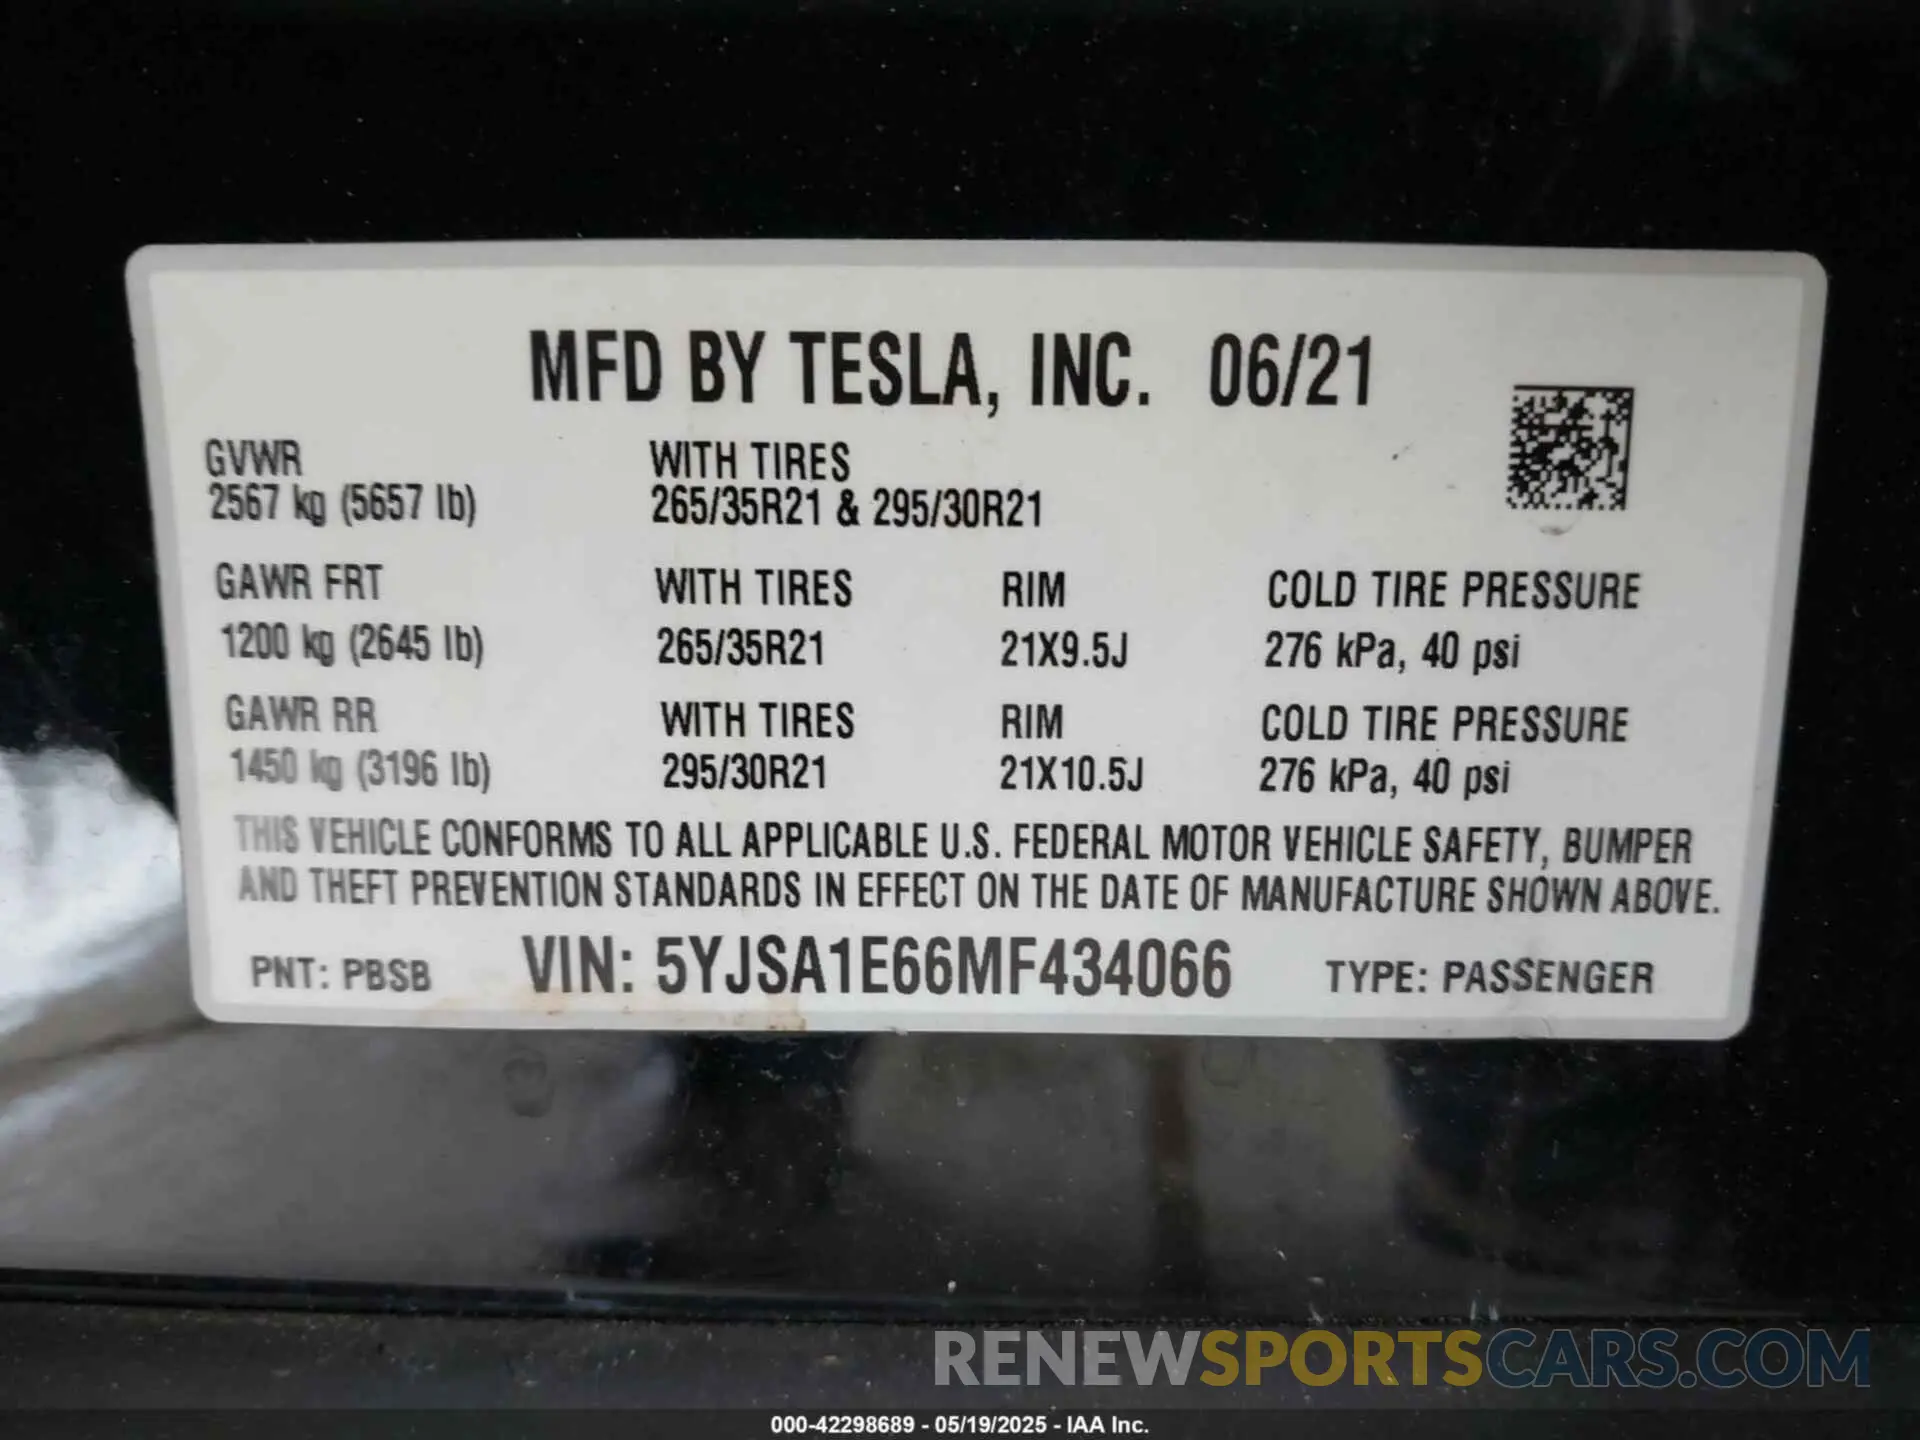 MFD BY TESLA, INC. 06/21
GVWR WITH TIRES
2567 kg (5657 lb) 265/35R21 & 295/30R21
GAWR FRT WITH TIRES RIM COLD TIRE PRESSURE
1200 kg (2645 lb) 265/35R21 21X9.5J 276 kPa, 40 psi
GAWR RR WITH TIRES RIM COLD TIRE PRESSURE
1450 kg (3196 lb) 295/30R21 21X10.5J 276 kPa, 40 psi
THIS VEHICLE CONFORMS TO ALL APPLICABLE U.S. FEDERAL MOTOR VEHICLE SAFETY, BUMPER
AND THEFT PREVENTION STANDARDS IN EFFECT ON THE DATE OF MANUFACTURE SHOWN ABOVE.
PNT: PBSB VIN: 5YJSA1E66MF434066 TYPE: PASSENGER
RENEWSPORTSCARS.COM
000-42298689 - 05/19/2025 - IAA Inc.